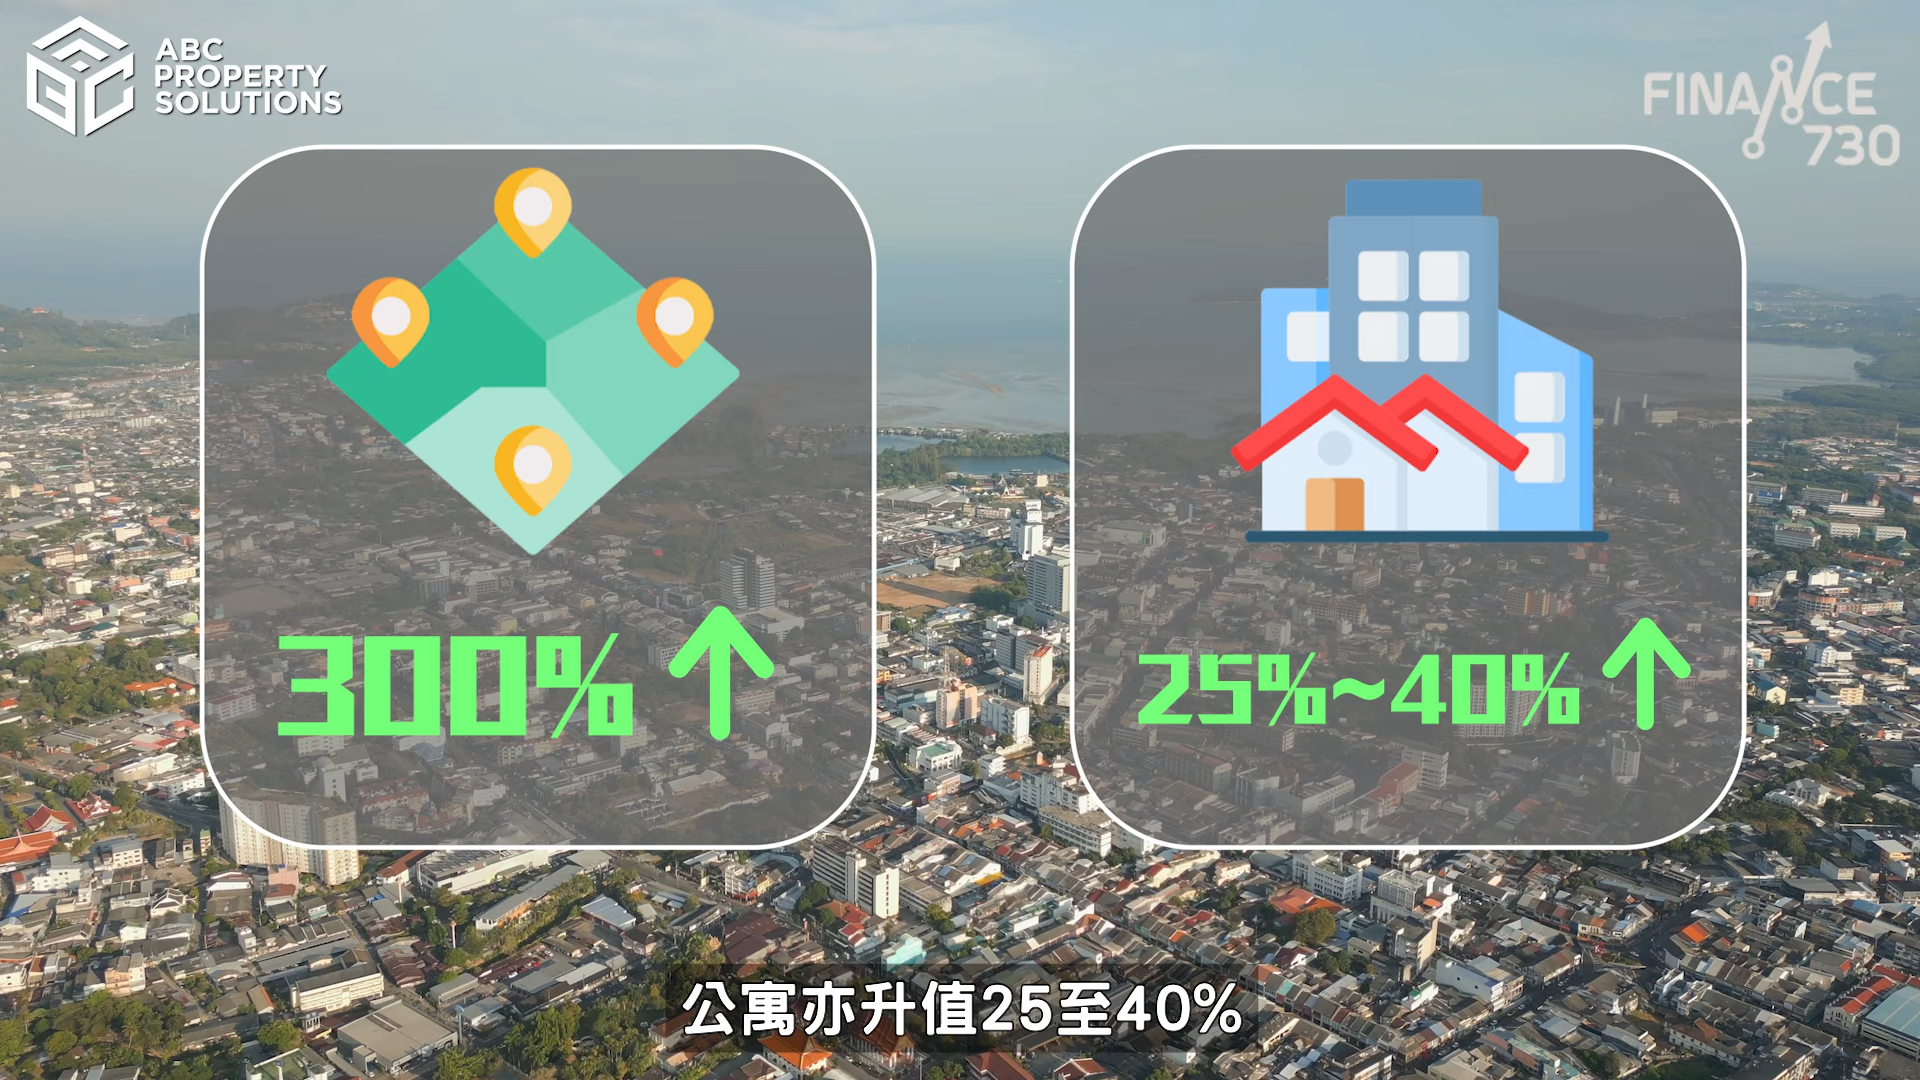 ABC
PROPERTY
SOLUTIONS
FINANCE
730
300%
25%~40%
公寓亦升值25至40%